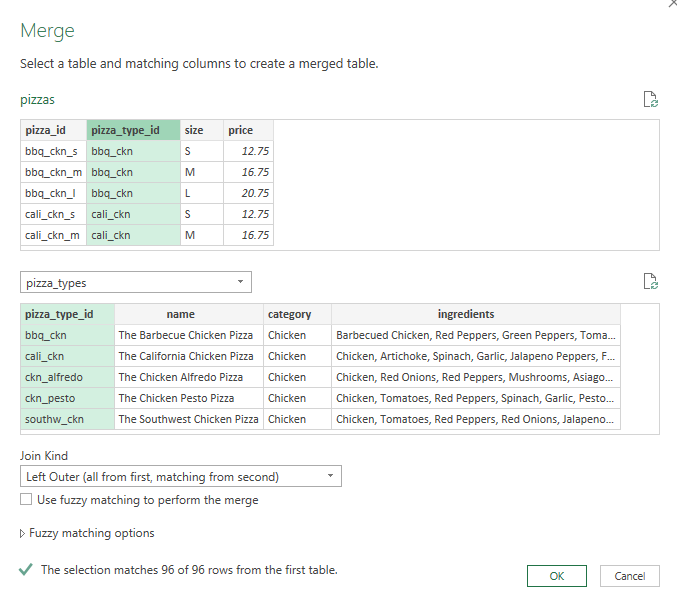 Merge
Select a table and matching columns to create a merged table.
pizzas
pizza_id pizza_type_id size price
bbq_ckn_s bbq_ckn S 12.75
bbq_ckn_m bbq_ckn M 16.75
bbq_ckn_l bbq_ckn L 20.75
cali_ckn_s cali_ckn S 12.75
cali_ckn_m cali_ckn M 16.75
pizza_types
pizza_type_id name category ingredients
bbq_ckn The Barbecue Chicken Pizza Chicken Barbecued Chicken, Red Peppers, Green Peppers, Toma...
cali_ckn The California Chicken Pizza Chicken Chicken, Artichoke, Spinach, Garlic, Jalapeno Peppers, F...
ckn_alfredo The Chicken Alfredo Pizza Chicken Chicken, Red Onions, Red Peppers, Mushrooms, Asiago...
ckn_pesto The Chicken Pesto Pizza Chicken Chicken, Tomatoes, Red Peppers, Spinach, Garlic, Pesto...
southw_ckn The Southwest Chicken Pizza Chicken Chicken, Tomatoes, Red Peppers, Red Onions, Jalapeno...
Join Kind
Left Outer (all from first, matching from second)
Use fuzzy matching to perform the merge
Fuzzy matching options
The selection matches 96 of 96 rows from the first table.
OK Cancel